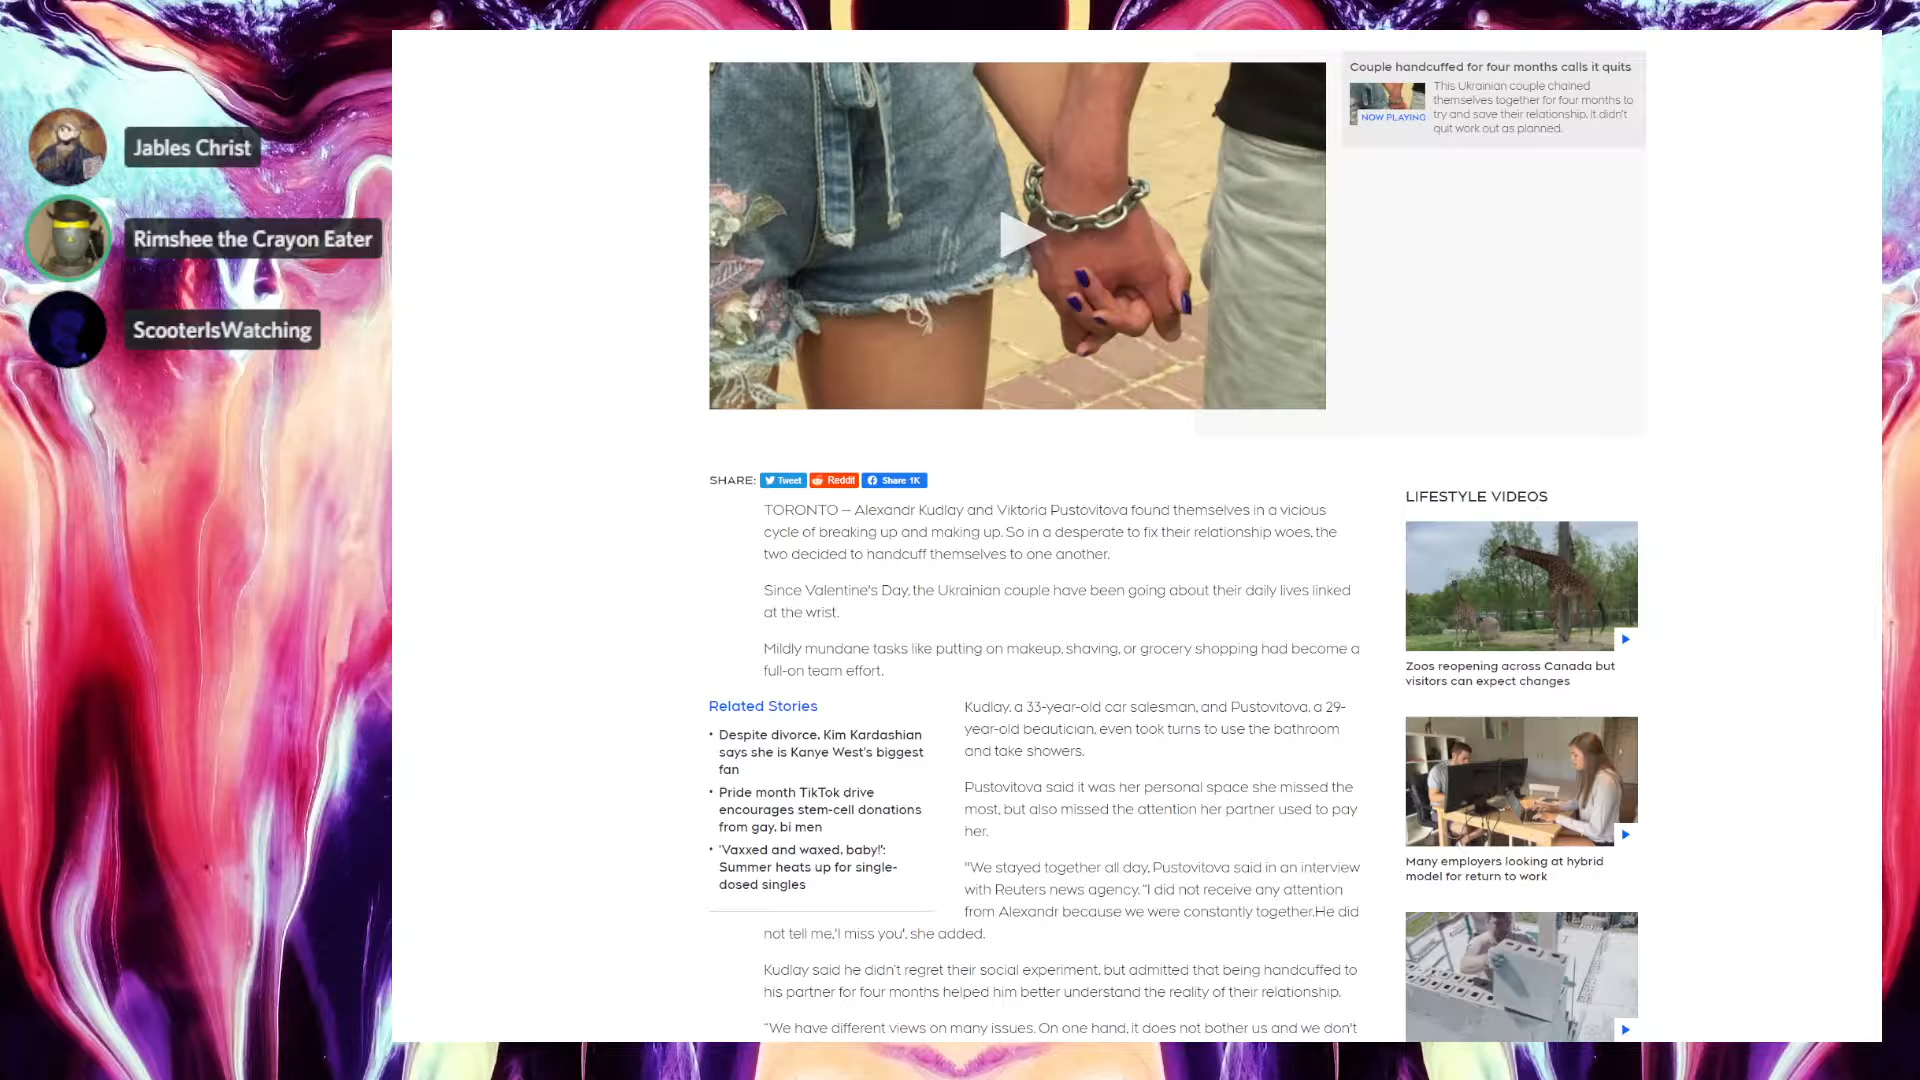 Jables Christ
Rimshee the Crayon Eater
ScooterIsWatching
Couple handcuffed for four months calls it quits
This Ukrainian couple chained
themselves together for four months to
try and save their relationship. It didn't
quit work out as planned.
NOW PLAYING
SHARE:
Tweet
Reddit
Share 1K
TORONTO -- Alexandr Kudlay and Viktoria Pustovitova found themselves in a vicious
cycle of breaking up and making up. So in a desperate to fix their relationship woes, the
two decided to handcuff themselves to one another.
Since Valentine's Day, the Ukrainian couple have been going about their daily lives linked
at the wrist.
Mildly mundane tasks like putting on makeup, shaving, or grocery shopping had become a
full-on team effort.
Related Stories
• Despite divorce, Kim Kardashian
says she is Kanye West's biggest
fan
• Pride month TikTok drive
encourages stem-cell donations
from gay, bi men
• 'Vaxxed and waxed, baby!':
Summer heats up for single-
dosed singles
Kudlay, a 33-year-old car salesman, and Pustovitova, a 29-
year-old beautician, even took turns to use the bathroom
and take showers.
Pustovitova said it was her personal space she missed the
most, but also missed the attention her partner used to pay
her.
"We stayed together all day, Pustovitova said in an interview
with Reuters news agency. "I did not receive any attention
from Alexandr because we were constantly together.He did
not tell me,'I miss you', she added.
Kudlay said he didn't regret their social experiment, but admitted that being handcuffed to
his partner for four months helped him better understand the reality of their relationship.
"We have different views on many issues. On one hand, it does not bother us and we don't
LIFESTYLE VIDEOS
Zoos reopening across Canada but
visitors can expect changes
Many employers looking at hybrid
model for return to work